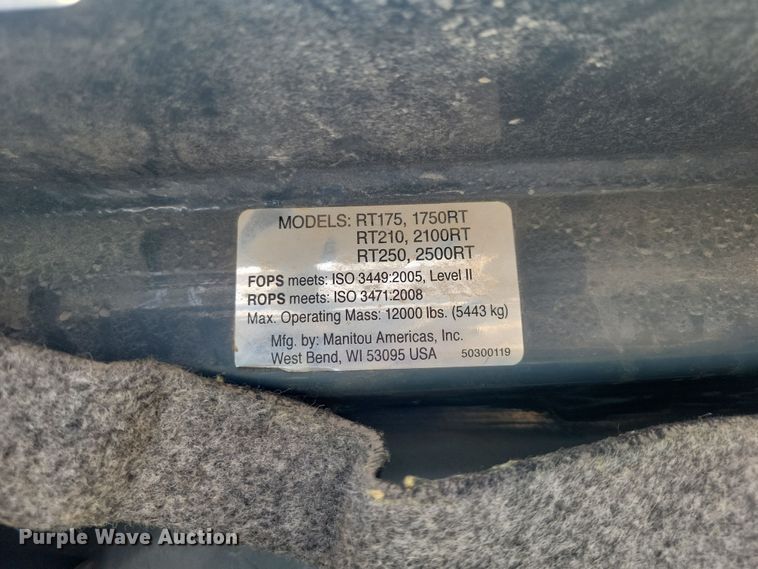 MODELS: RT175, 1750RT
RT210, 2100RT
RT250, 2500RT
FOPS meets: ISO 3449:2005, Level II
ROPS meets: ISO 3471:2008
Max. Operating Mass: 12000 lbs. (5443 kg)
Mfg. by: Manitou Americas, Inc.
West Bend, WI 53095 USA 50300119
Purple Wave Auction